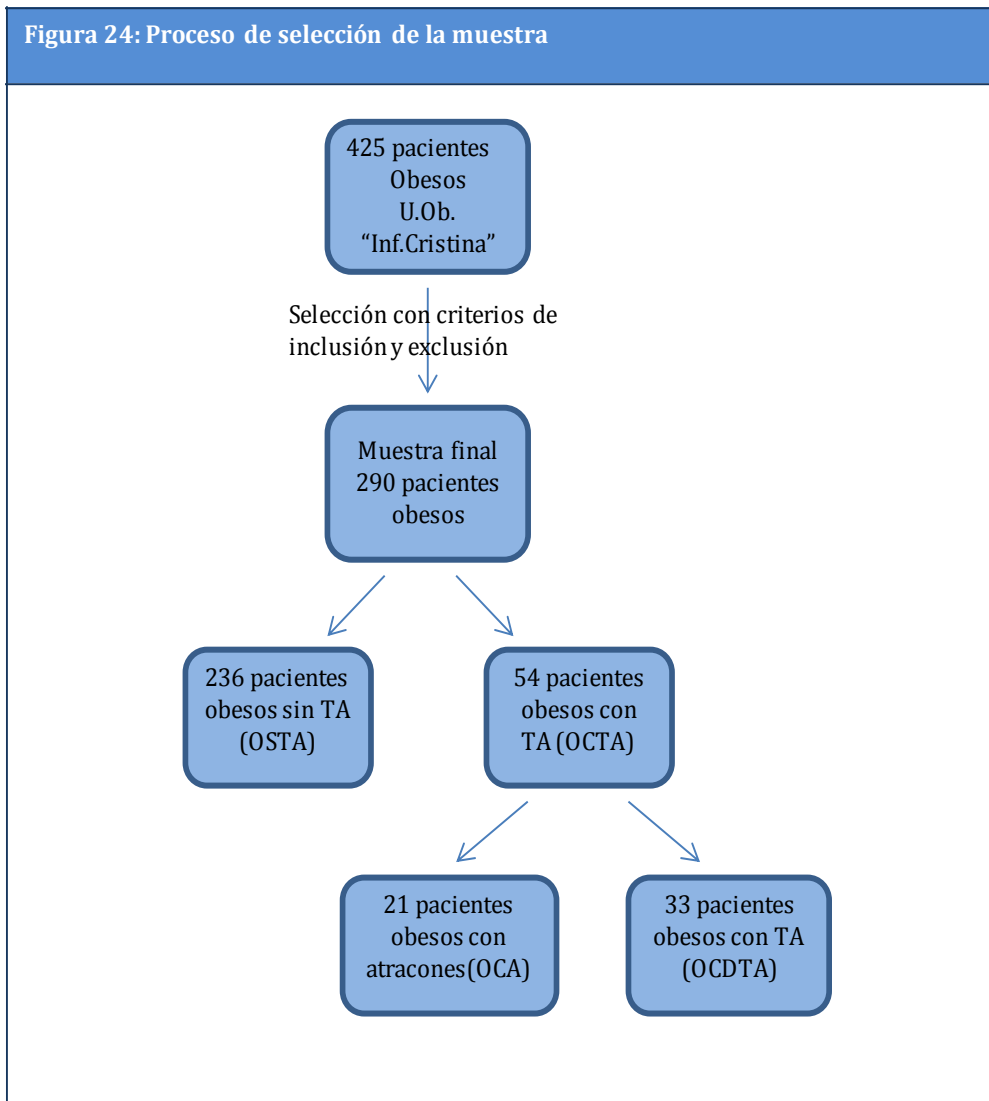 Figura 24: Proceso de selección de la muestra
425 pacientes
Obesos
U.Ob.
“Inf.Cristina”
Selección con criterios de
inclusión y exclusión
Muestra final
290 pacientes
obesos
236 pacientes
obesos sin TA
(OSTA)
54 pacientes
obesos con
TA (OCTA)
21 pacientes
obesos con
atracones(OCA)
33 pacientes
obesos con TA
(OCDTA)